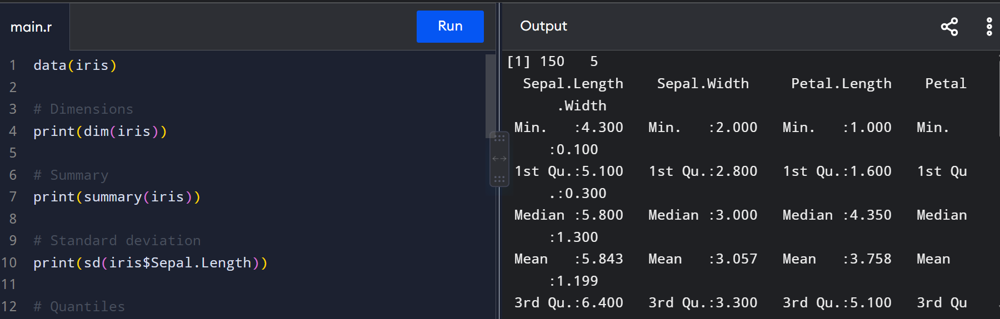 main.r
Run
1 data(iris)
2
3 # Dimensions
4 print(dim(iris))
5
6 # Summary
7 print(summary(iris))
8
9 # Standard deviation
10 print(sd(iris$Sepal.Length))
11
12 # Quantiles
Output
[1] 150   5
  Sepal.Length    Sepal.Width     Petal.Length    Petal
      .Width
 Min.   :4.300   Min.   :2.000   Min.   :1.000   Min.
     :0.100
 1st Qu.:5.100   1st Qu.:2.800   1st Qu.:1.600   1st Qu
     .:0.300
 Median :5.800   Median :3.000   Median :4.350   Median
     :1.300
 Mean   :5.843   Mean   :3.057   Mean   :3.758   Mean
     :1.199
 3rd Qu.:6.400   3rd Qu.:3.300   3rd Qu.:5.100   3rd Qu